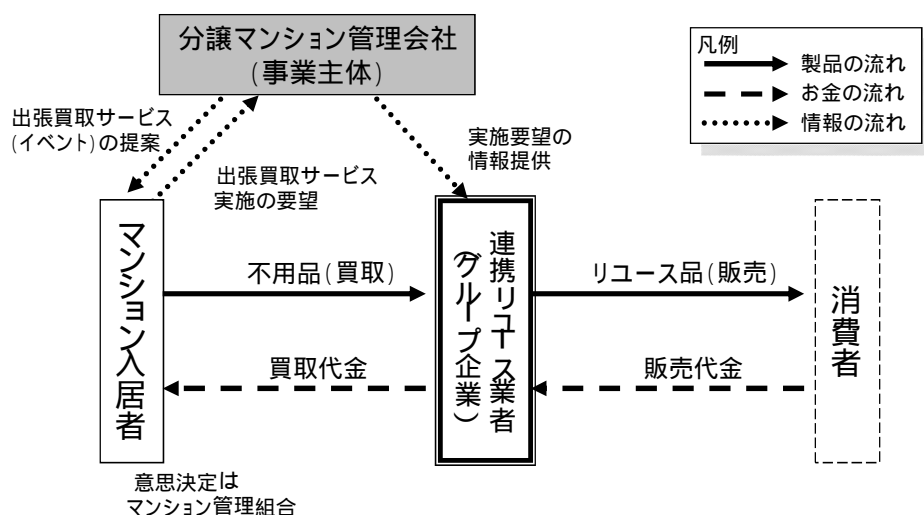 分譲マンション管理会社
(事業主体)
凡例
製品の流れ
お金の流れ
情報の流れ
出張買取サービス
(イベント)の提案
出張買取サービス
実施の要望
実施要望の
情報提供
マンション入居者
不用品(買取)
買取代金
連携リユース業者
(グループ企業)
リユース品(販売)
販売代金
消費者
意思決定は
マンション管理組合